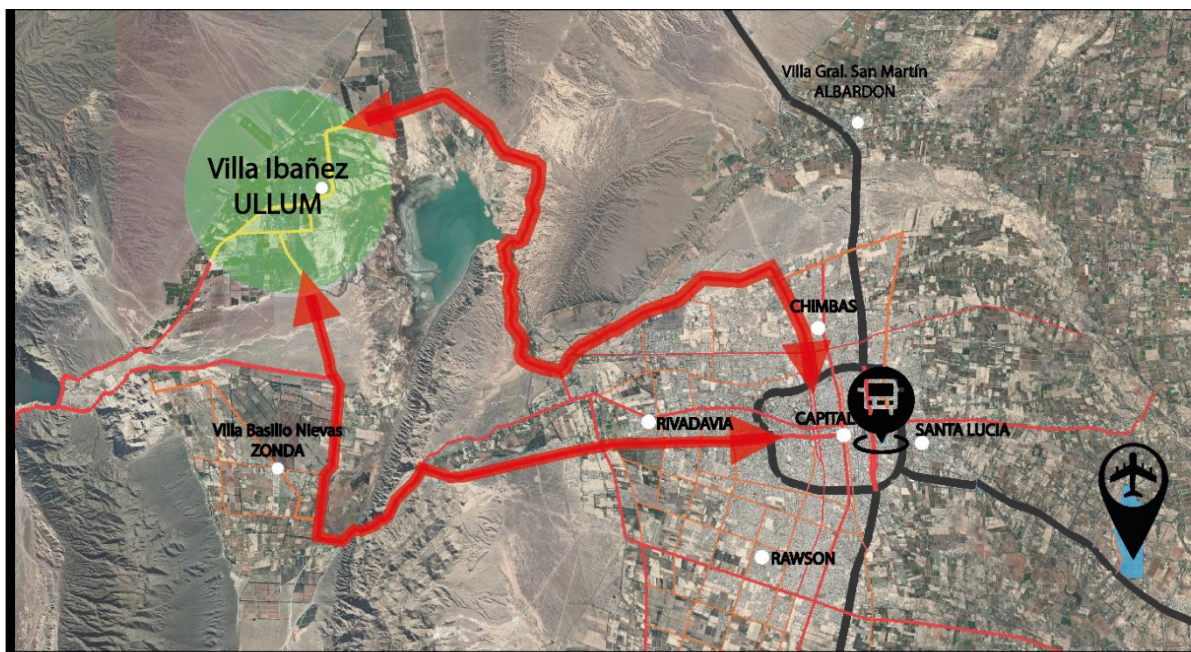 Villa Gral. San Martín
ALBARDON
Villa Ibañez
ULLUM
CHIMBAS
RIVADAVIA
CAPITAL
SANTA LUCIA
Villa Basilio Nievas
ZONDA
RAWSON